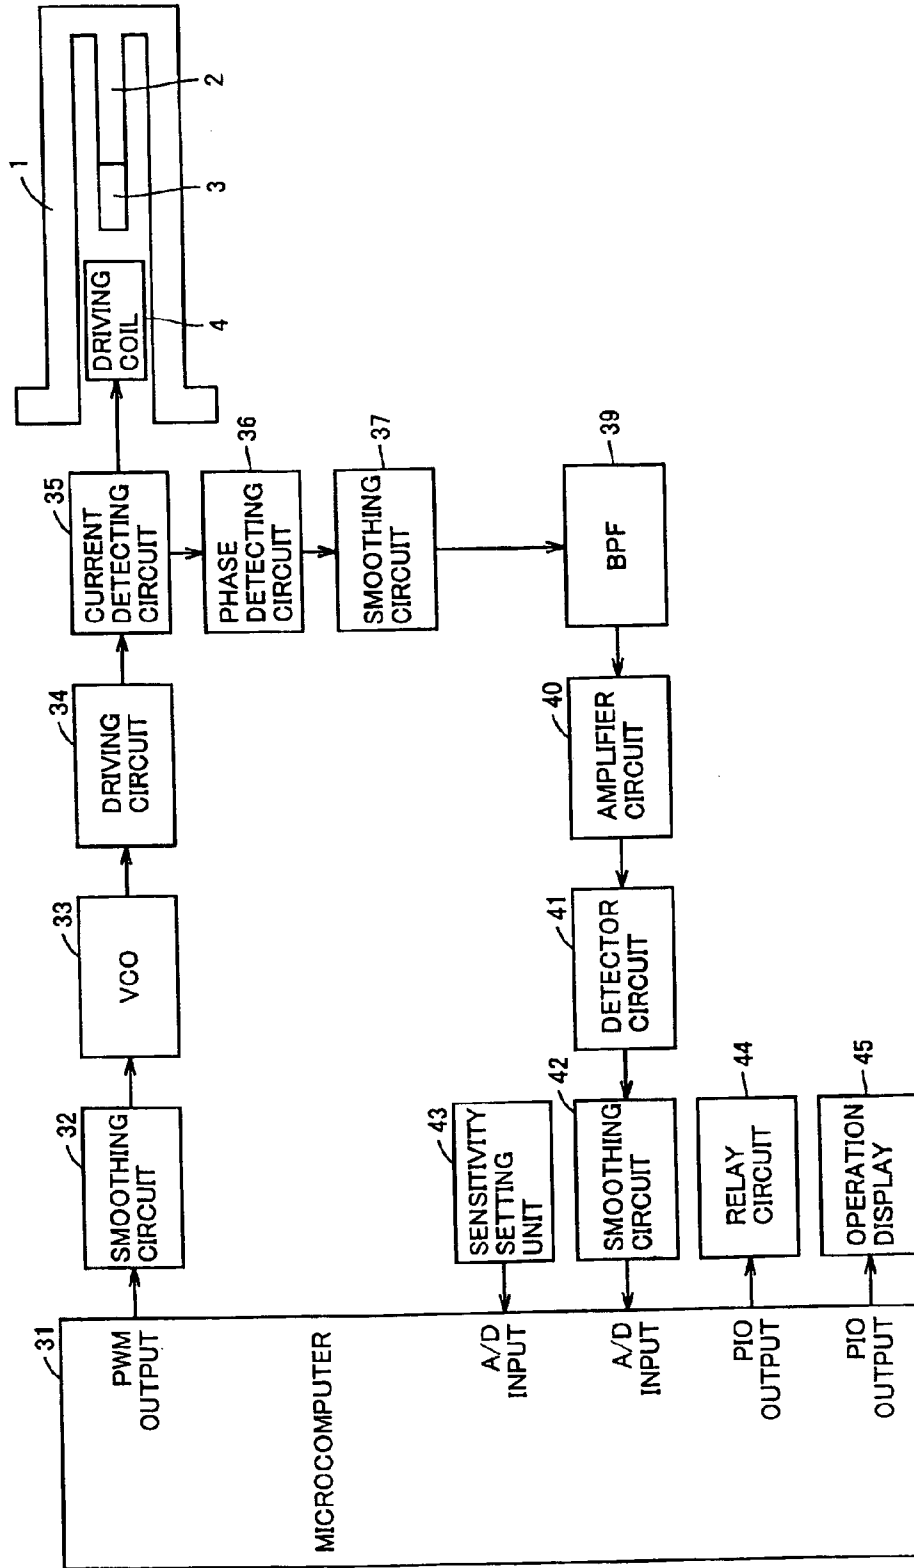 31
MICROCOMPUTER
PWM
OUTPUT
A/D
INPUT
A/D
INPUT
PIO
OUTPUT
PIO
OUTPUT
32
SMOOTHING
CIRCUIT
33
VCO
34
DRIVING
CIRCUIT
35
CURRENT
DETECTING
CIRCUIT
DRIVING
COIL
4
1
3
2
36
PHASE
DETECTING
CIRCUIT
37
SMOOTHING
CIRCUIT
39
BPF
40
AMPLIFIER
CIRCUIT
41
DETECTOR
CIRCUIT
43
SENSITIVITY
SETTING
UNIT
42
SMOOTHING
CIRCUIT
44
RELAY
CIRCUIT
45
OPERATION
DISPLAY